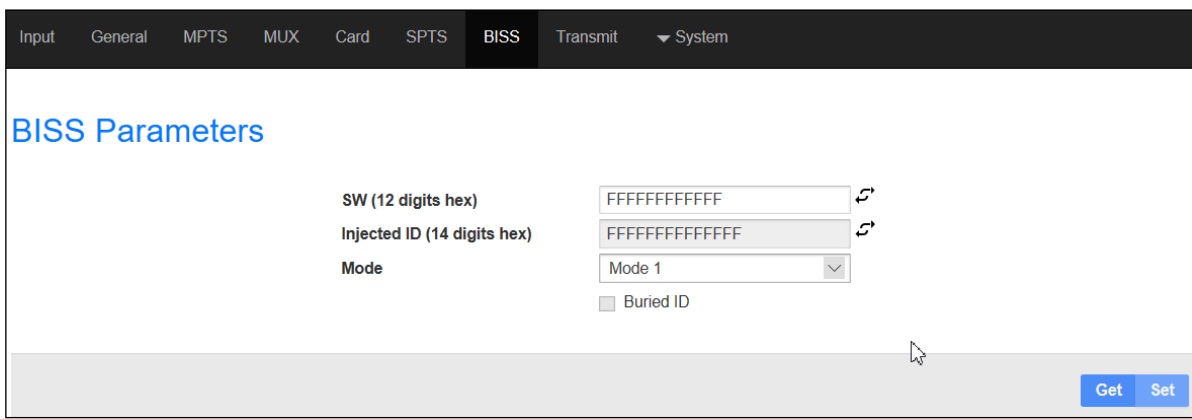 Input General MPTS MUX Card SPTS BISS Transmit System
BISS Parameters
SW (12 digits hex) FFFFFFFFFFFF
Injected ID (14 digits hex) FFFFFFFFFFFFFF
Mode Mode 1
Buried ID
Get Set